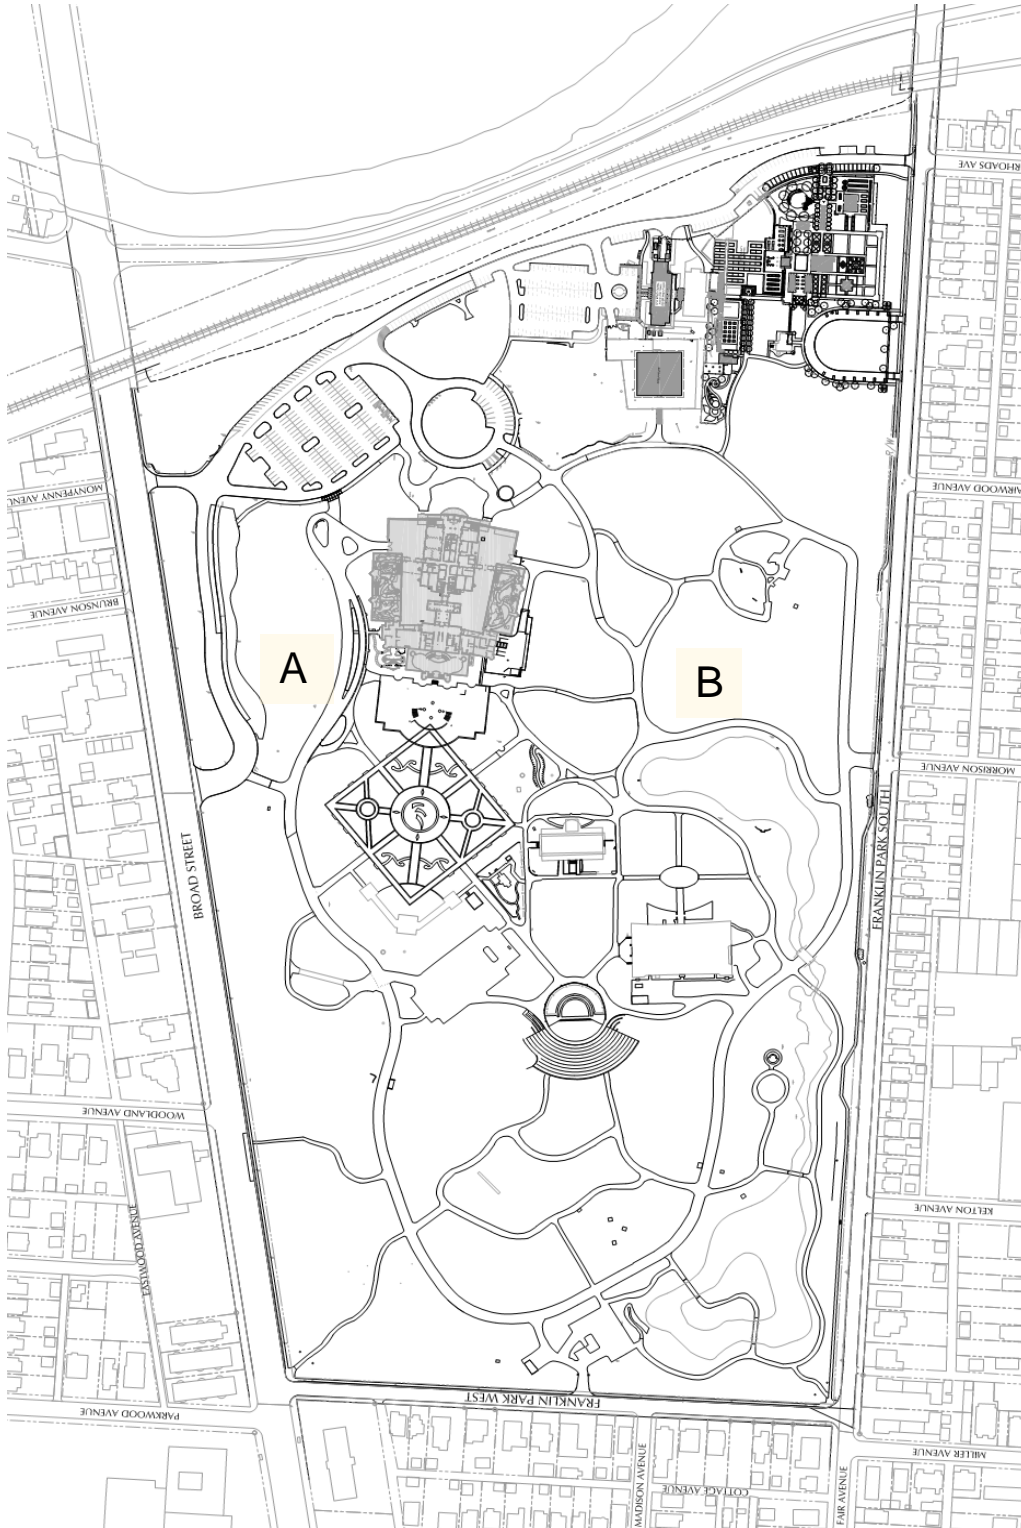 RHOADS AVE
AIRWOOD AVENUE
MONYPENNY AVENUE
BRUNSON AVENUE
A
B
MORRISON AVENUE
FRANKLIN PARK SOUTH
BROAD STREET
WOODLAND AVENUE
KELTON AVENUE
EASTWOOD AVENUE
FRANKLIN PARK WEST
PARKWOOD AVENUE
MILLER AVENUE
MADISON AVENUE
COTTAGE AVENUE
FAIR AVENUE
R/W